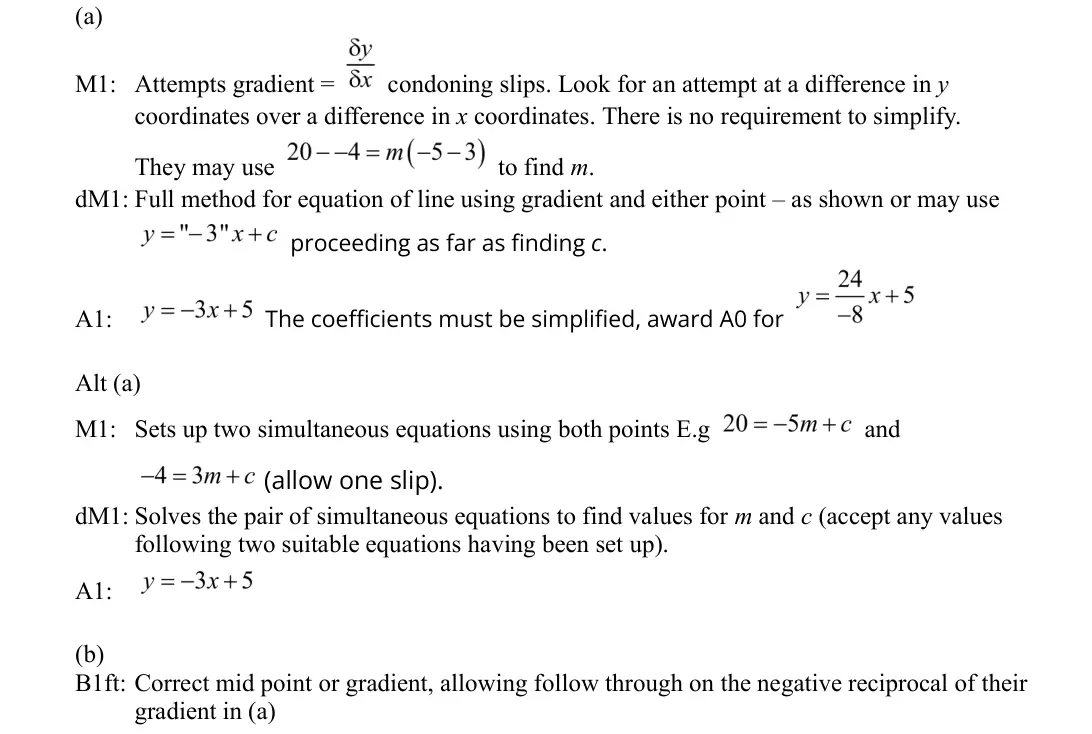 (a)
M1: Attempts gradient = δy/δx condoning slips. Look for an attempt at a difference in y
coordinates over a difference in x coordinates. There is no requirement to simplify.
They may use 20 – –4 = m(–5 – 3) to find m.
dM1: Full method for equation of line using gradient and either point – as shown or may use
y = "– 3" x + c proceeding as far as finding c.
A1: y = –3x + 5 The coefficients must be simplified, award A0 for y = 24/–8 x + 5
Alt (a)
M1: Sets up two simultaneous equations using both points E.g 20 = –5m + c and
–4 = 3m + c (allow one slip).
dM1: Solves the pair of simultaneous equations to find values for m and c (accept any values
following two suitable equations having been set up).
A1: y = –3x + 5
(b)
B1ft: Correct mid point or gradient, allowing follow through on the negative reciprocal of their
gradient in (a)